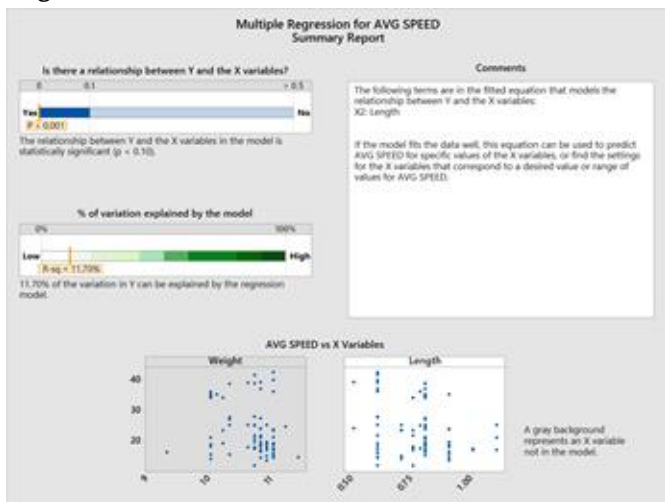 Multiple Regression for AVG SPEED
Summary Report
Is there a relationship between Y and the X variables?
0 0.1 > 0.5
Yes No
P < 0.001
The relationship between Y and the X variables in the model is
statistically significant (p < 0.10).
% of variation explained by the model
0% 100%
Low High
R-sq = 11.70%
11.70% of the variation in Y can be explained by the regression
model.
Comments
The following terms are in the fitted equation that models the
relationship between Y and the X variables:
X2: Length
If the model fits the data well, this equation can be used to predict
AVG SPEED for specific values of the X variables, or find the settings
for the X variables that correspond to a desired value or range of
values for AVG SPEED.
AVG SPEED vs X Variables
Weight Length
40
30
20
9 10 11 0.50 0.75 1.00
A gray background
represents an X variable
not in the model.